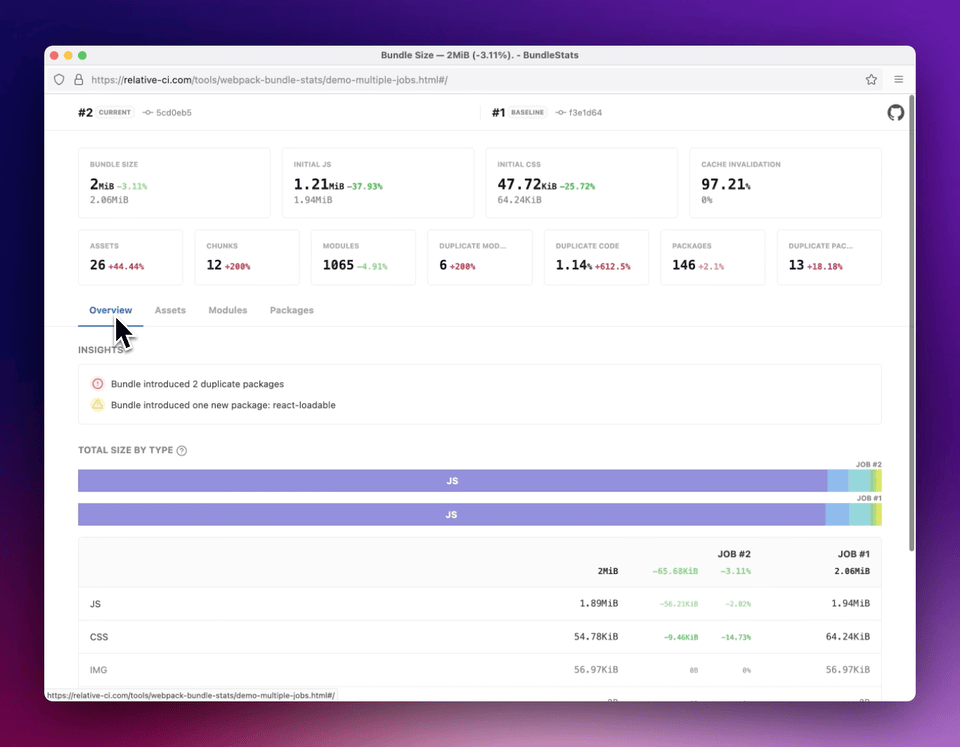 Bundle Size — 2MiB (-3.11%). - BundleStats
https://relative-ci.com/tools/webpack-bundle-stats/demo-multiple-jobs.html#/
#2 CURRENT 5cd0eb5 #1 BASELINE f3e1d64
BUNDLE SIZE
2MiB -3.11%
2.06MiB
INITIAL JS
1.21MiB -37.93%
1.94MiB
INITIAL CSS
47.72KiB -25.72%
64.24KiB
CACHE INVALIDATION
97.21%
0%
ASSETS
26 +44.44%
CHUNKS
12 +200%
MODULES
1065 -4.91%
DUPLICATE MOD...
6 +200%
DUPLICATE CODE
1.14% +612.5%
PACKAGES
146 +2.1%
DUPLICATE PAC...
13 +18.18%
Overview Assets Modules Packages
INSIGHTS
Bundle introduced 2 duplicate packages
Bundle introduced one new package: react-loadable
TOTAL SIZE BY TYPE ?
JOB #2
JS
JOB #1
JS
JOB #2 JOB #1
2MiB -65.68KiB -3.11% 2.06MiB
JS 1.89MiB -56.21KiB -2.82% 1.94MiB
CSS 54.78KiB -9.46KiB -14.73% 64.24KiB
IMG 56.97KiB 0B 0% 56.97KiB
https://relative-ci.com/tools/webpack-bundle-stats/demo-multiple-jobs.html#/